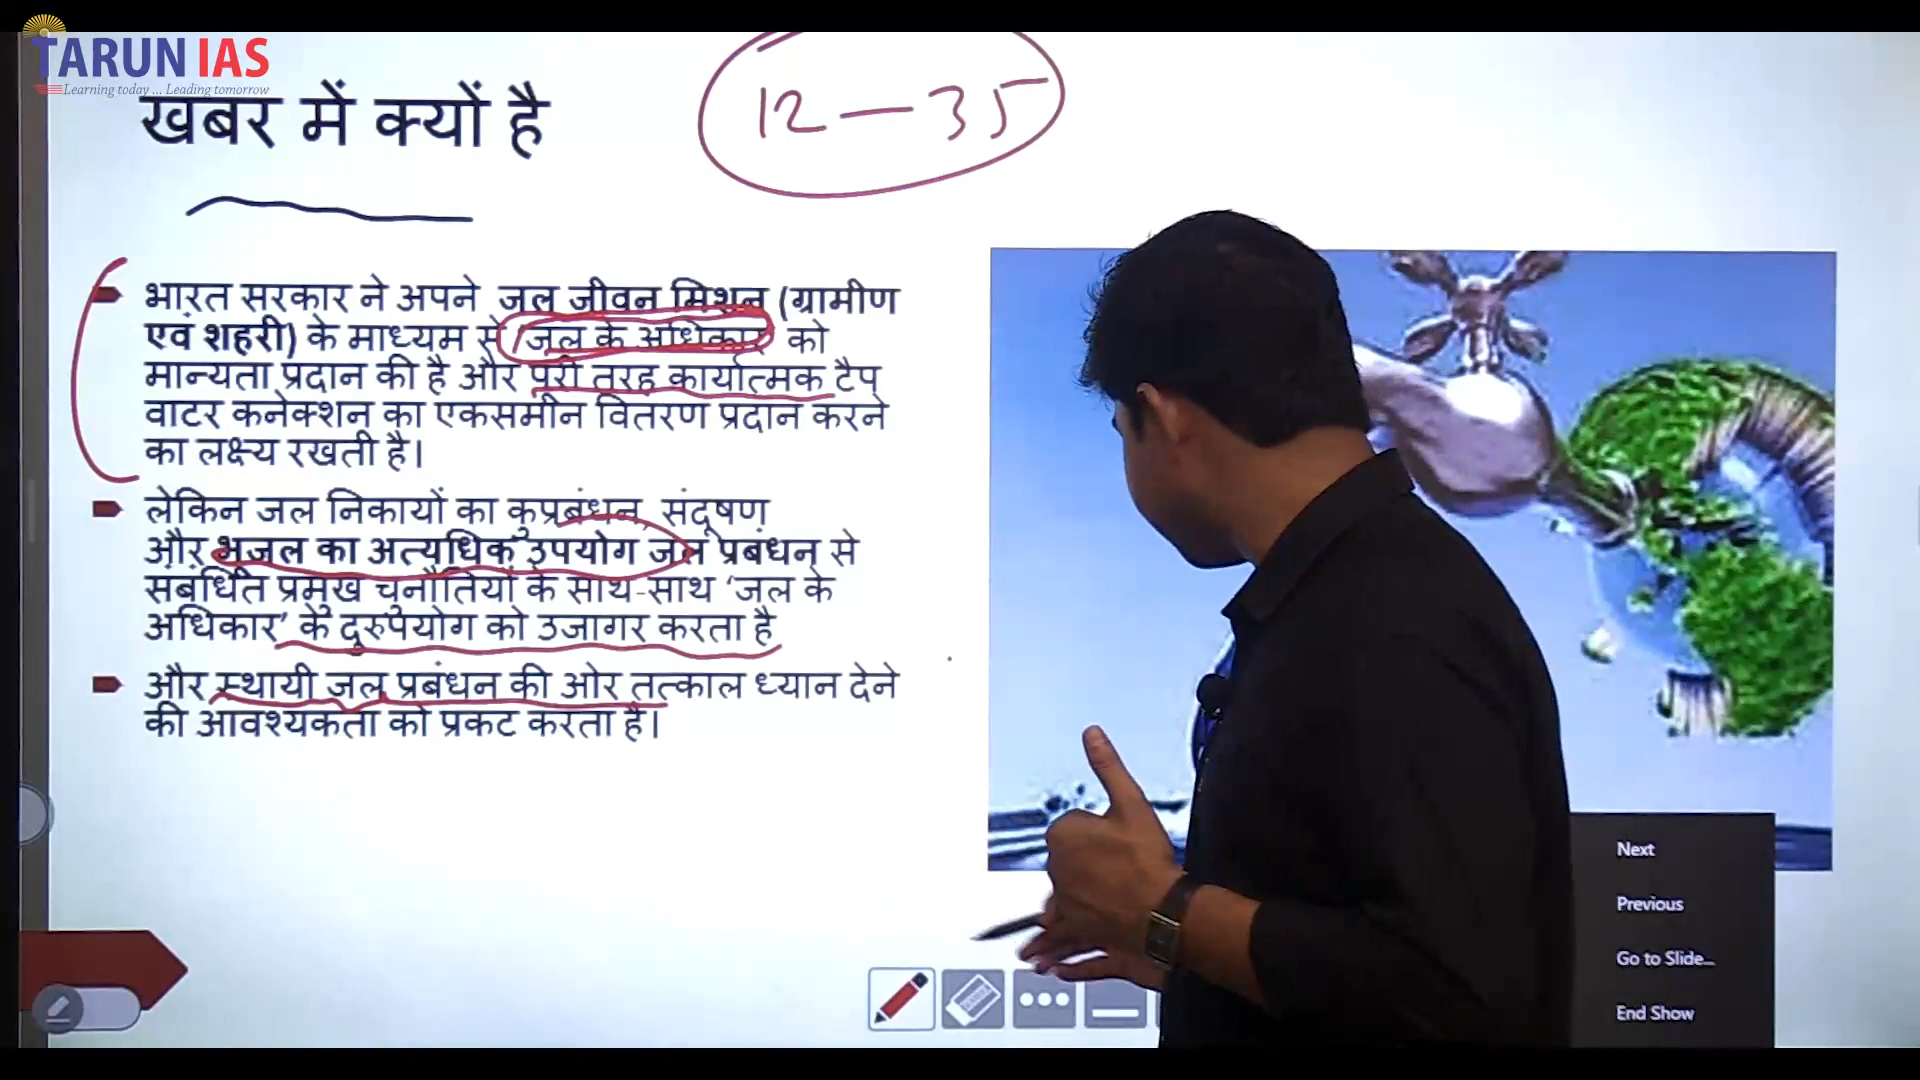 TARUN IAS
Learning today ... Leading tomorrow
खबर में क्यों है
12 — 35
भारत सरकार ने अपने जल जीवन मिशन (ग्रामीण
एवं शहरी) के माध्यम से 'जल के अधिकार' को
मान्यता प्रदान की है और पूरी तरह कार्यात्मक टैप
वाटर कनेक्शन का एकसमान वितरण प्रदान करने
का लक्ष्य रखती है।
लेकिन जल निकायों का कुप्रबंधन, संदूषण
और भूजल का अत्यधिक उपयोग जल प्रबंधन से
संबंधित प्रमुख चुनौतियों के साथ-साथ 'जल के
अधिकार' के दुरुपयोग को उजागर करता है
और स्थायी जल प्रबंधन की ओर तत्काल ध्यान देने
की आवश्यकता को प्रकट करता है।
Next
Previous
Go to Slide...
End Show